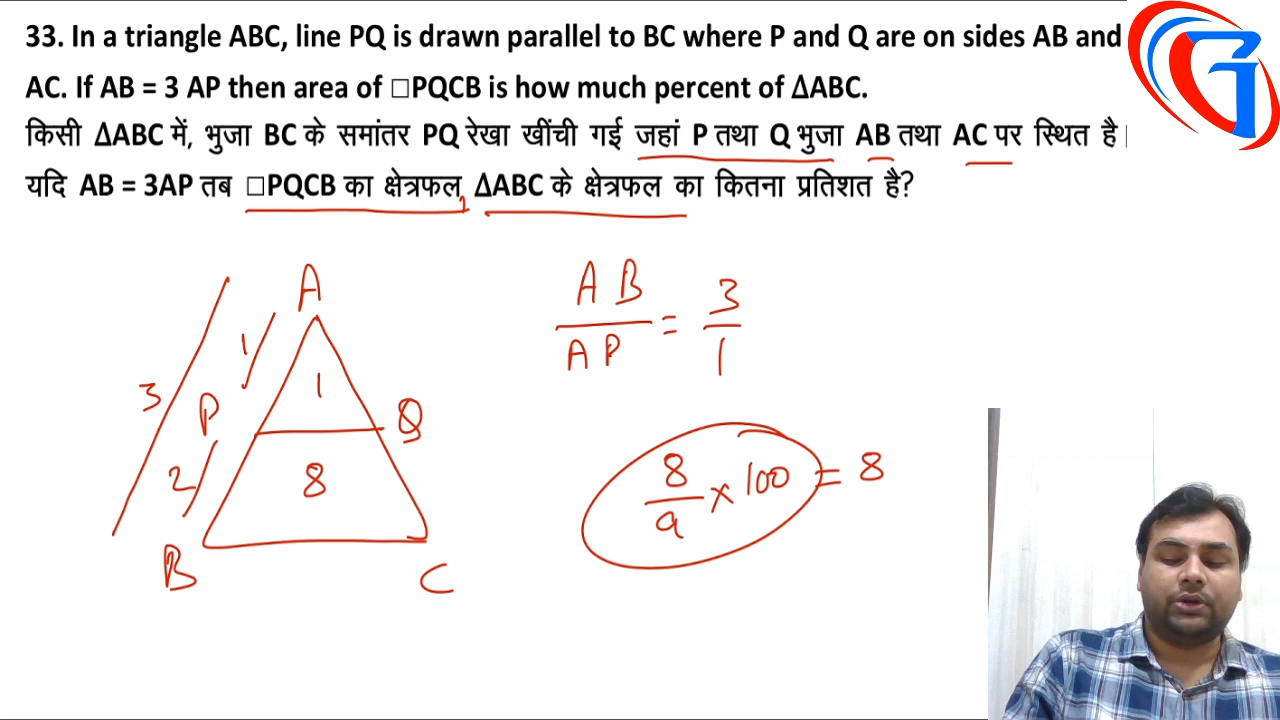 33. In a triangle ABC, line PQ is drawn parallel to BC where P and Q are on sides AB and
AC. If AB = 3 AP then area of □PQCB is how much percent of ΔABC.
किसी ΔABC में, भुजा BC के समांतर PQ रेखा खींची गई जहां P तथा Q भुजा AB तथा AC पर स्थित है।
यदि AB = 3AP तब □PQCB का क्षेत्रफल, ΔABC के क्षेत्रफल का कितना प्रतिशत है?
A
1
1
3
P
Q
2
8
B
C
AB
AP
=
3
1
8
9
× 100 = 8
G